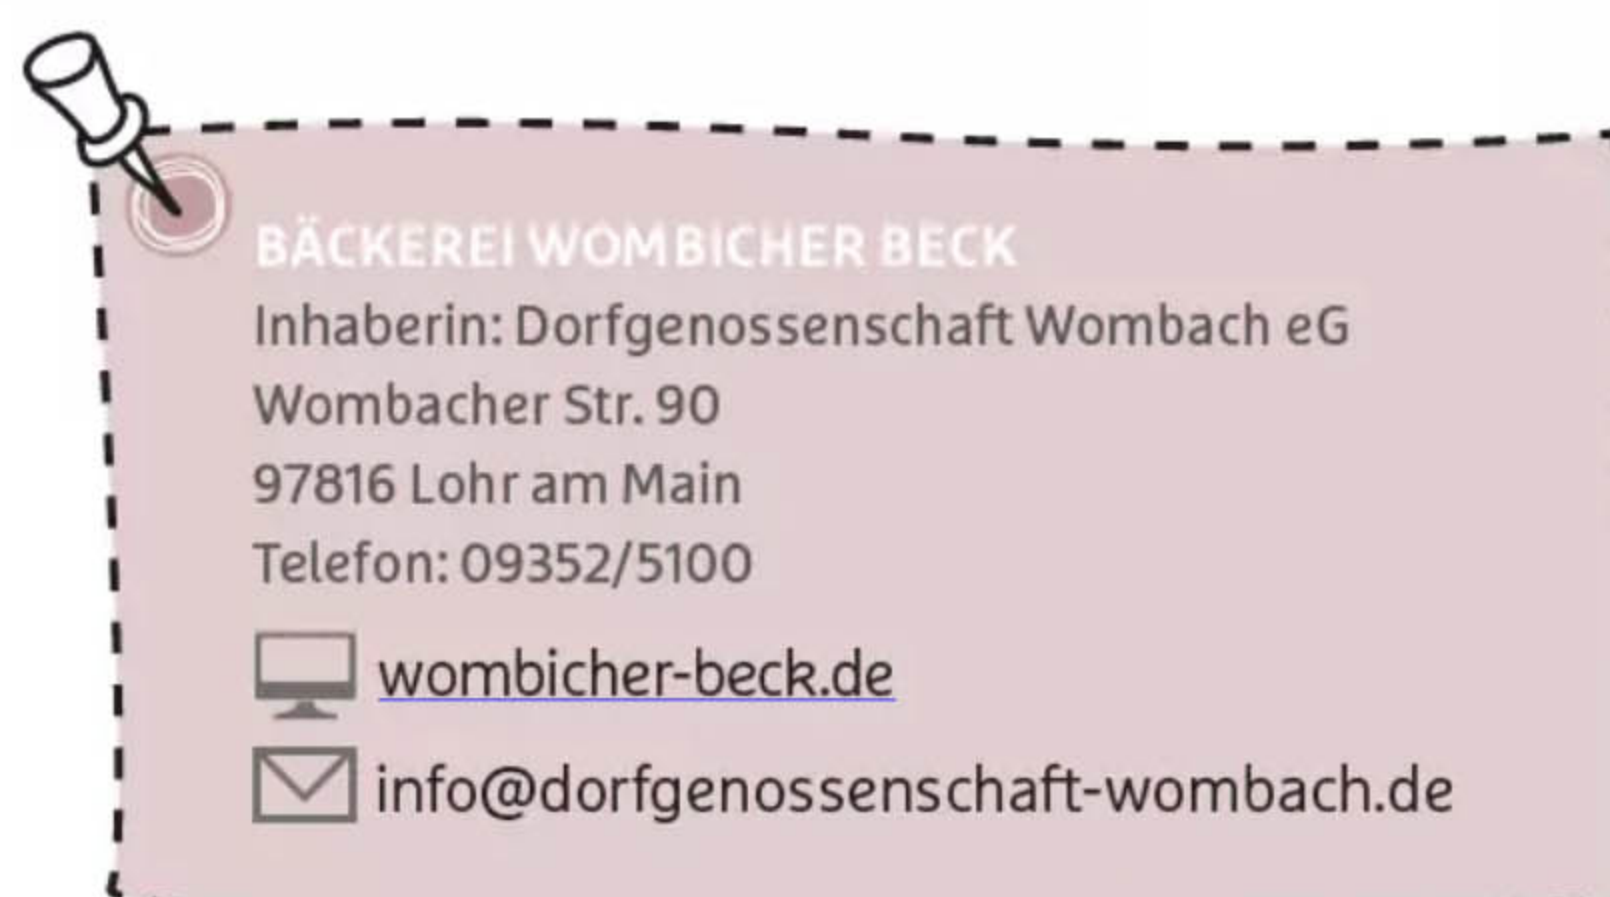 BÄCKEREI WOMBICHER BECK
Inhaberin: Dorfgenossenschaft Wombach eG
Wombacher Str. 90
97816 Lohr am Main
Telefon: 09352/5100
wombicher-beck.de
info@dorfgenossenschaft-wombach.de